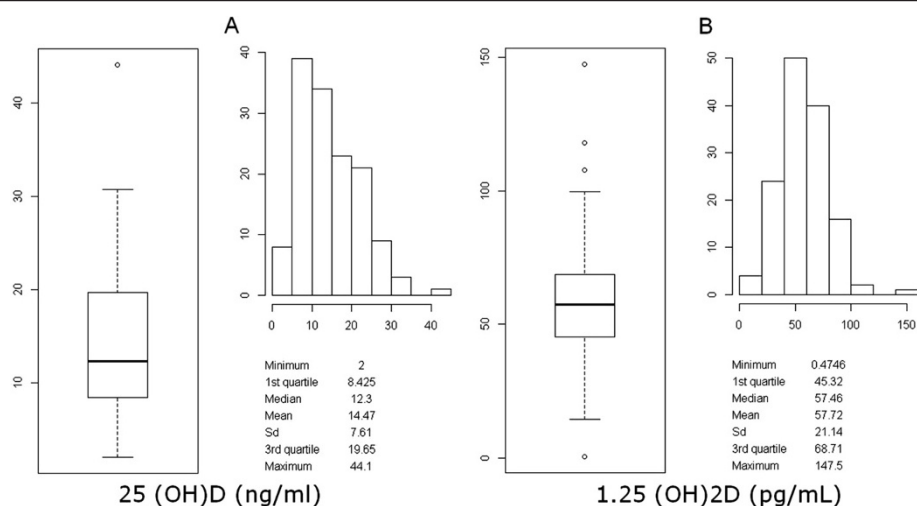 A
40
30
20
10
40
30
20
10
0
0 10 20 30 40
Minimum 2
1st quartile 8.425
Median 12.3
Mean 14.47
Sd 7.61
3rd quartile 19.65
Maximum 44.1
25 (OH)D (ng/ml)
B
150
100
50
0
50
40
30
20
10
0
0 50 100 150
Minimum 0.4746
1st quartile 45.32
Median 57.46
Mean 57.72
Sd 21.14
3rd quartile 68.71
Maximum 147.5
1.25 (OH)2D (pg/mL)